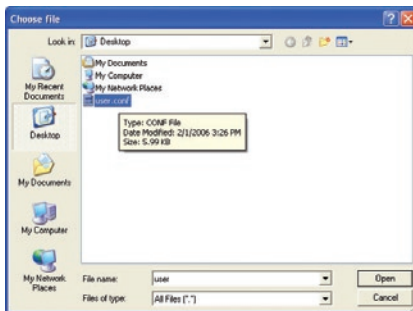 Choose file
Look in:
Desktop
My Documents
My Computer
My Network Places
user.conf
Type: CONF File
Date Modified: 2/1/2006 3:26 PM
Size: 5.99 KB
My Recent Documents
Desktop
My Documents
My Computer
My Network Places
File name:
user
Open
Files of type:
All Files (*.*)
Cancel